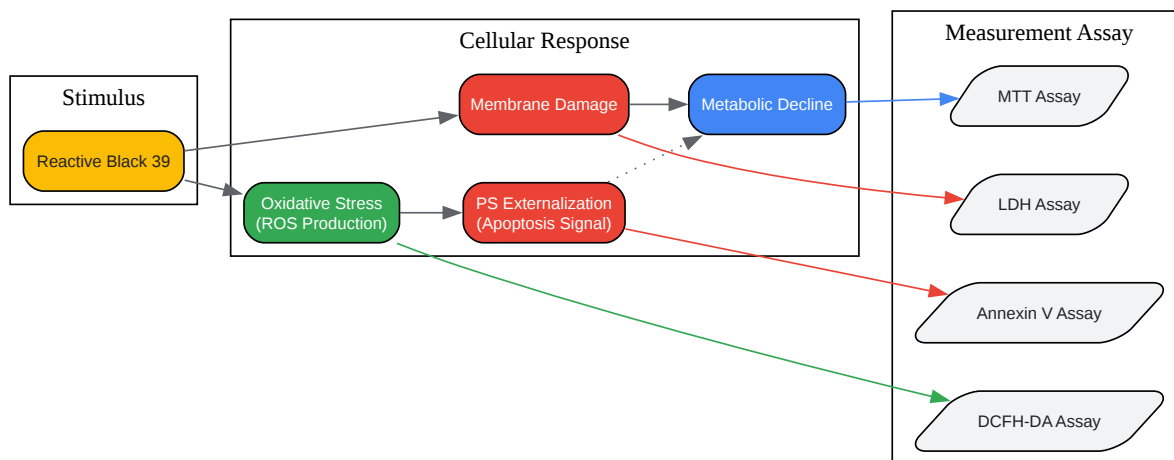 Stimulus
Reactive Black 39
Cellular Response
Membrane Damage
Metabolic Decline
Oxidative Stress
(ROS Production)
PS Externalization
(Apoptosis Signal)
Measurement Assay
MTT Assay
LDH Assay
Annexin V Assay
DCFH-DA Assay